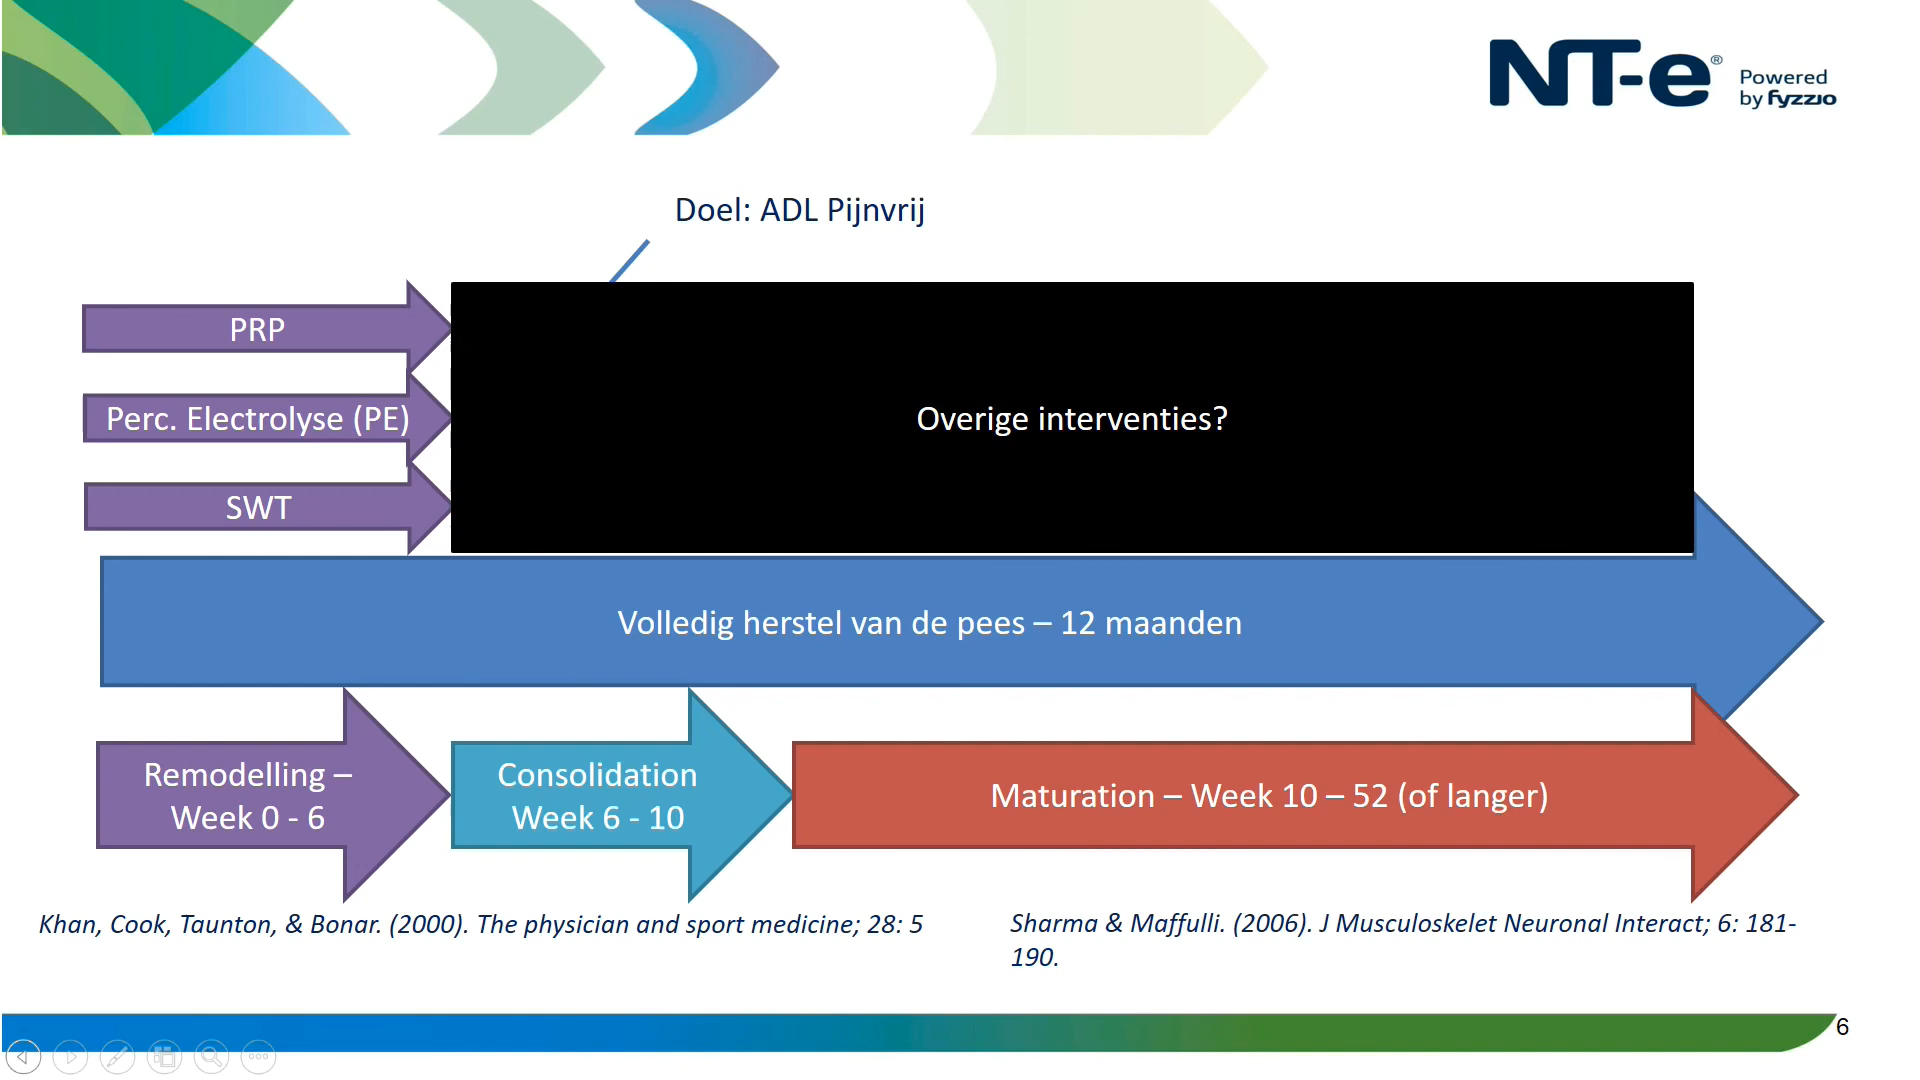 NT-e® Powered
by fyzzio
Doel: ADL Pijnvrij
PRP
Perc. Electrolyse (PE)
SWT
Overige interventies?
Volledig herstel van de pees – 12 maanden
Remodelling –
Week 0 - 6
Consolidation
Week 6 - 10
Maturation – Week 10 – 52 (of langer)
Khan, Cook, Taunton, & Bonar. (2000). The physician and sport medicine; 28: 5
Sharma & Maffulli. (2006). J Musculoskelet Neuronal Interact; 6: 181-
190.
6